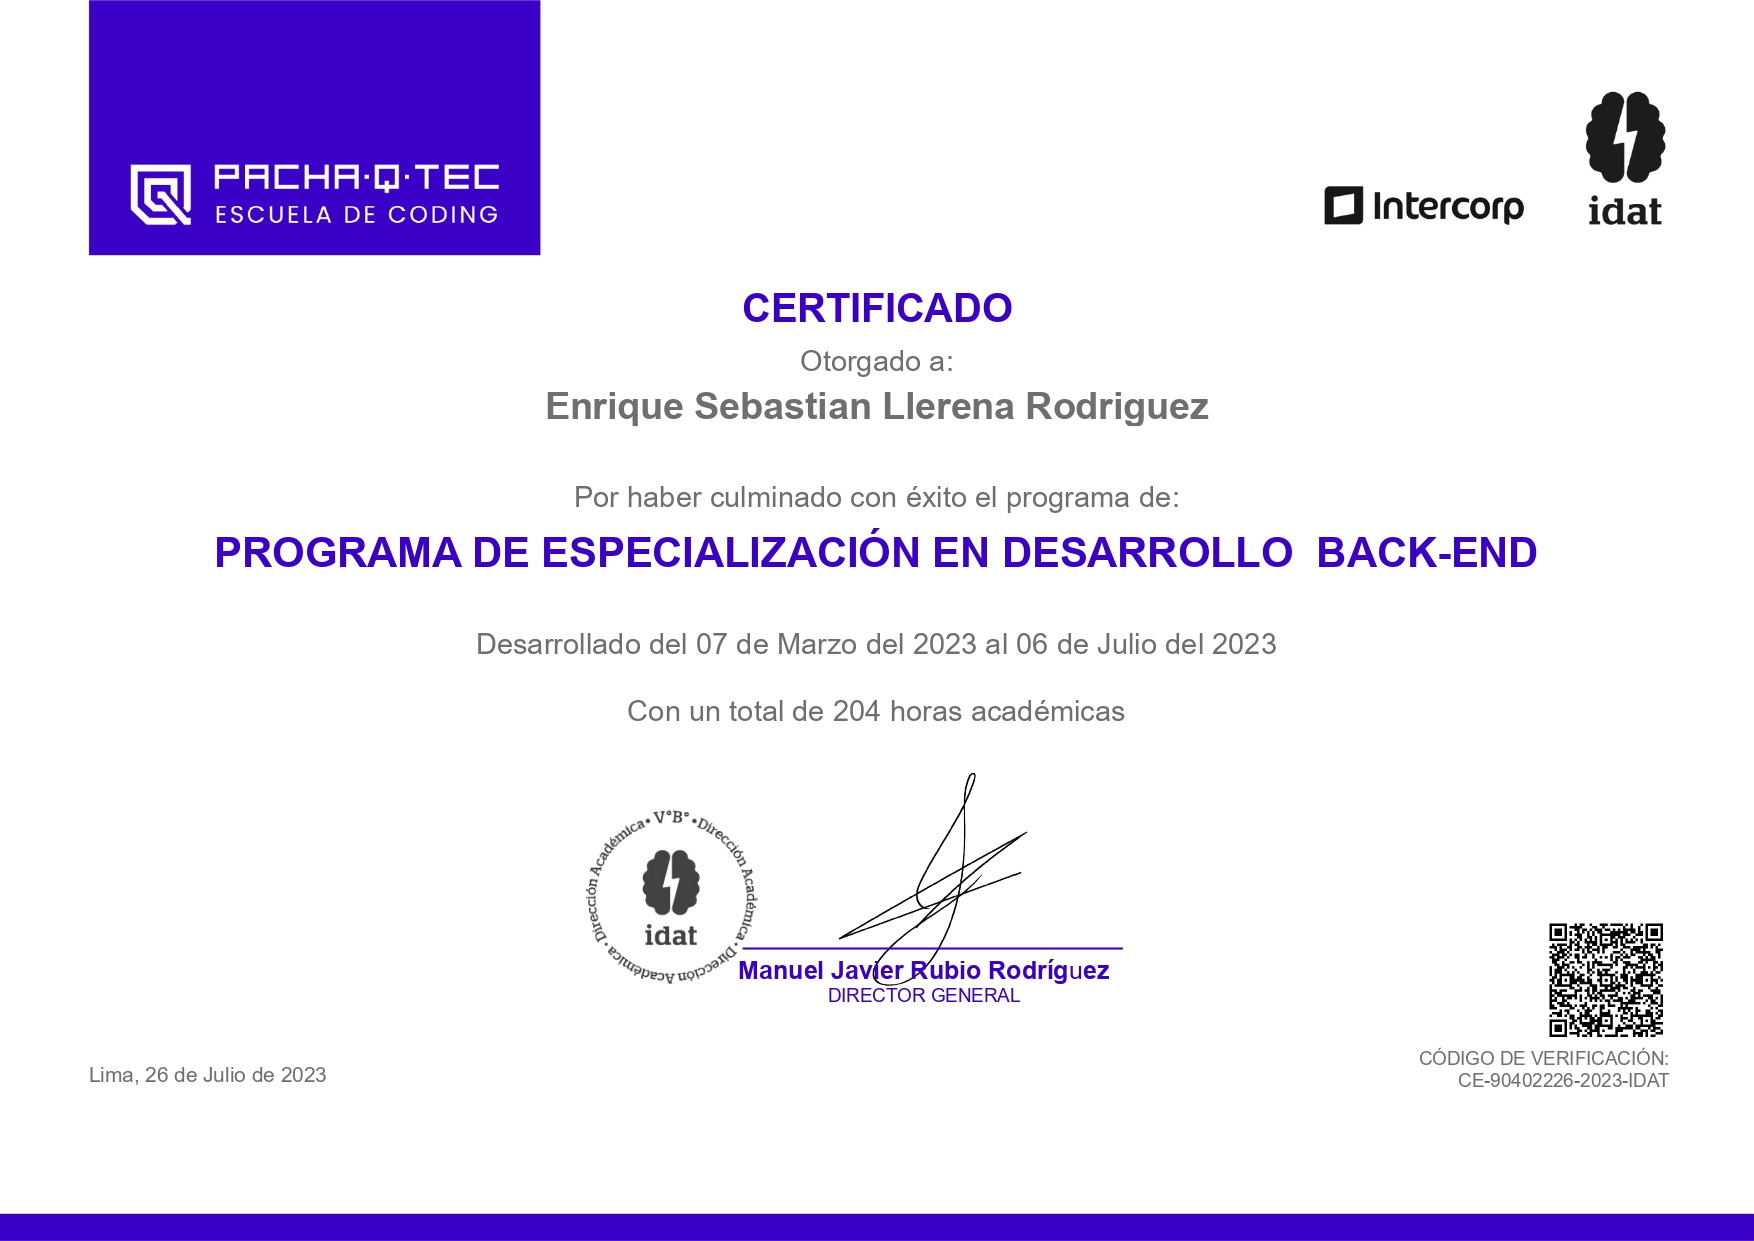 PACHA·Q·TEC
ESCUELA DE CODING
Intercorp
idat
CERTIFICADO
Otorgado a:
Enrique Sebastian Llerena Rodriguez
Por haber culminado con éxito el programa de:
PROGRAMA DE ESPECIALIZACIÓN EN DESARROLLO  BACK-END
Desarrollado del 07 de Marzo del 2023 al 06 de Julio del 2023
Con un total de 204 horas académicas
• V°B° • Dirección Académica • Dirección Académica • Dirección Académica
idat
Manuel Javier Rubio Rodríguez
DIRECTOR GENERAL
Lima, 26 de Julio de 2023
CÓDIGO DE VERIFICACIÓN:
CE-90402226-2023-IDAT